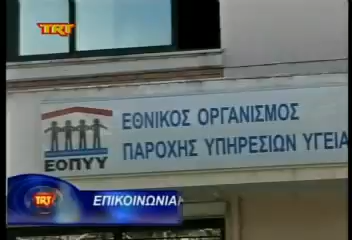 TRT
ΕΘΝΙΚΟΣ ΟΡΓΑΝΙΣΜΟΣ
ΠΑΡΟΧΗΣ ΥΠΗΡΕΣΙΩΝ ΥΓΕΙΑ
ΕΟΠΥΥ
TRT
ΕΠΙΚΟΙΝΩΝΙΑ